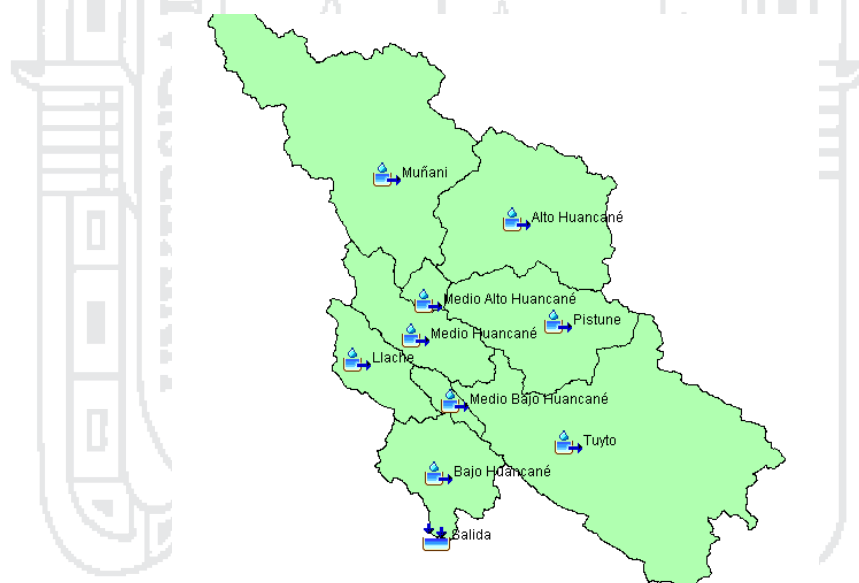 Muñani
Alto Huancané
Medio Alto Huancané
Pistune
Medio Huancané
Llache
Medio Bajo Huancané
Tuyto
Bajo Huancané
Salida